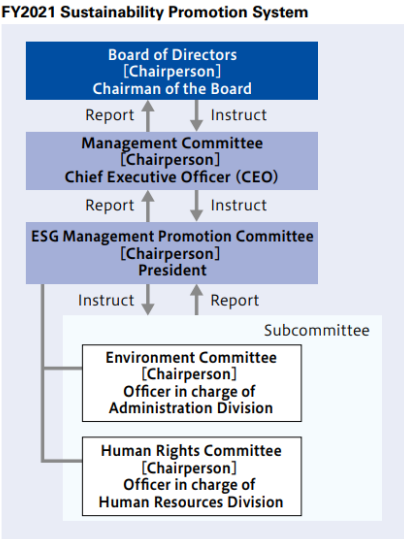 FY2021 Sustainability Promotion System
Board of Directors
[Chairperson]
Chairman of the Board
Report
Instruct
Management Committee
[Chairperson]
Chief Executive Officer (CEO)
Report
Instruct
ESG Management Promotion Committee
[Chairperson]
President
Instruct
Report
Subcommittee
Environment Committee
[Chairperson]
Officer in charge of
Administration Division
Human Rights Committee
[Chairperson]
Officer in charge of
Human Resources Division